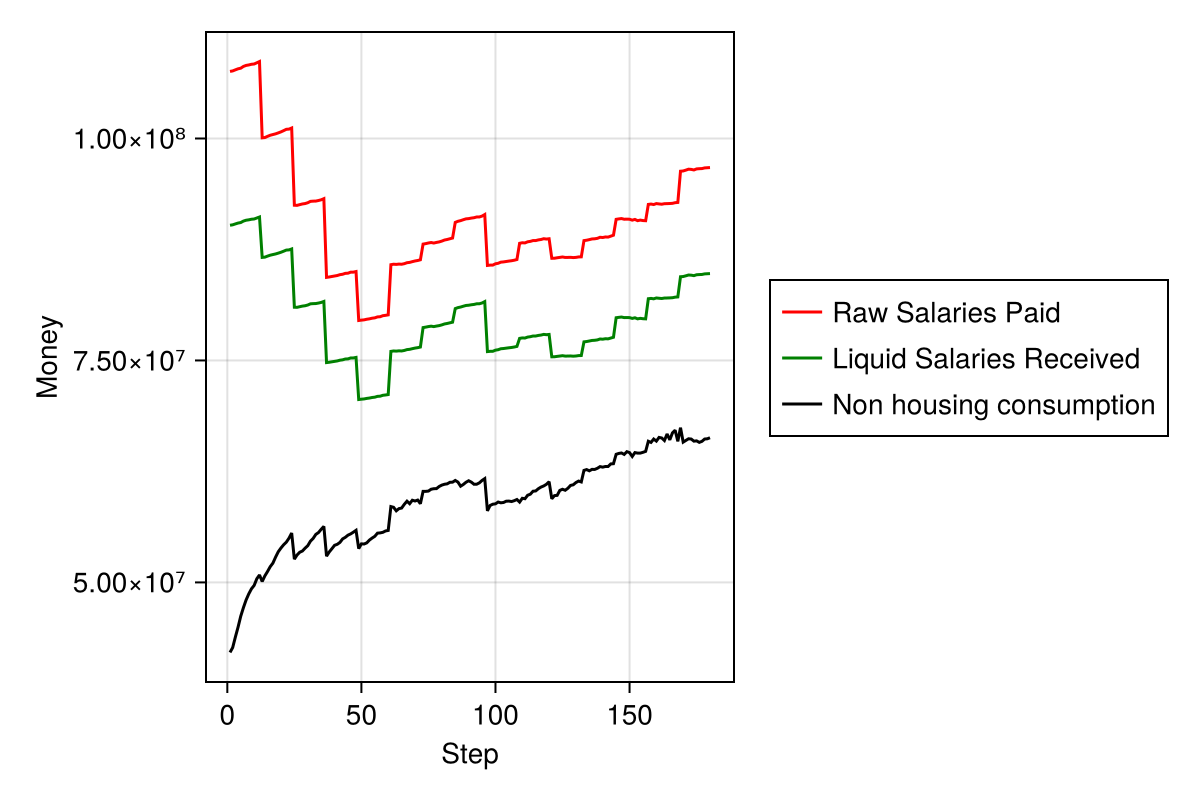 1.00×10⁸
7.50×10⁷
5.00×10⁷
Money
0 50 100 150
Step
Raw Salaries Paid
Liquid Salaries Received
Non housing consumption